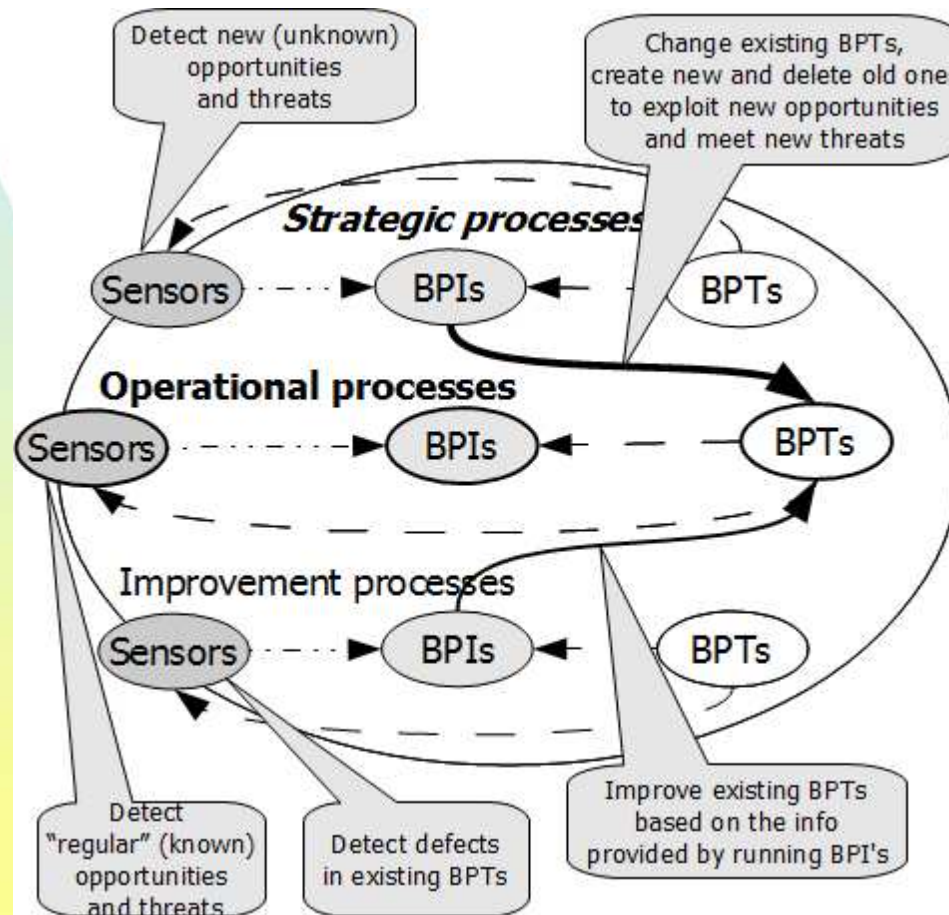 Detect new (unknown)
opportunities
and threats
Change existing BPTs,
create new and delete old one
to exploit new opportunities
and meet new threats
Strategic processes
Sensors
BPIs
BPTs
Operational processes
Sensors
BPIs
BPTs
Improvement processes
Sensors
BPIs
BPTs
Detect
“regular” (known)
opportunities
and threats
Detect defects
in existing BPTs
Improve existing BPTs
based on the info
provided by running BPI's